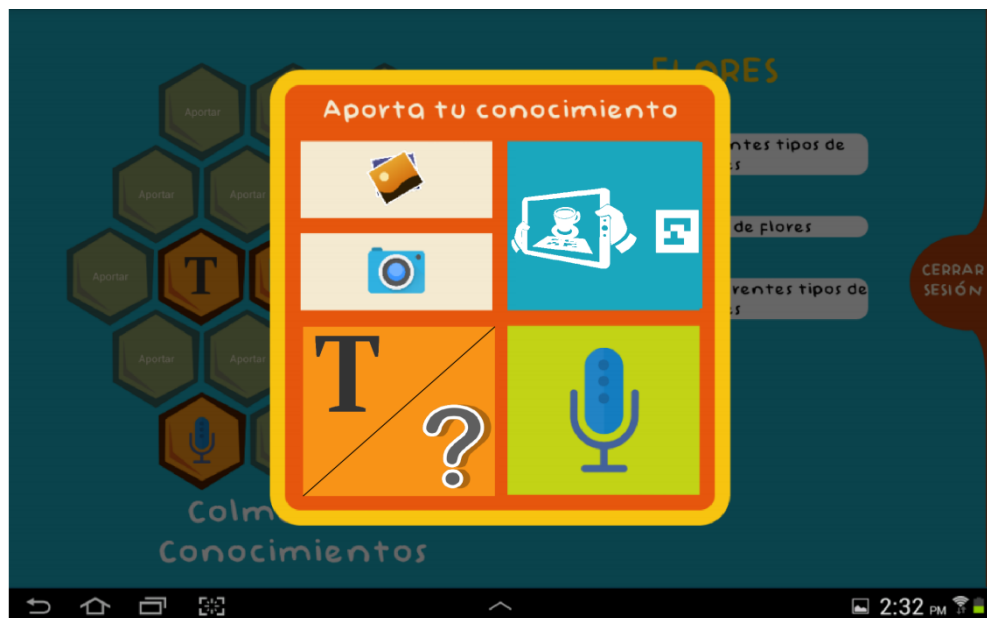 FLORES
Aporta tu conocimiento
Aportar
ntes tipos de
s
Aportar
Aportar
de flores
Aportar
T
CERRAR
SESIÓN
rentes tipos de
s
T
?
Aportar
Aportar
Colm
Conocimientos
2:32 PM